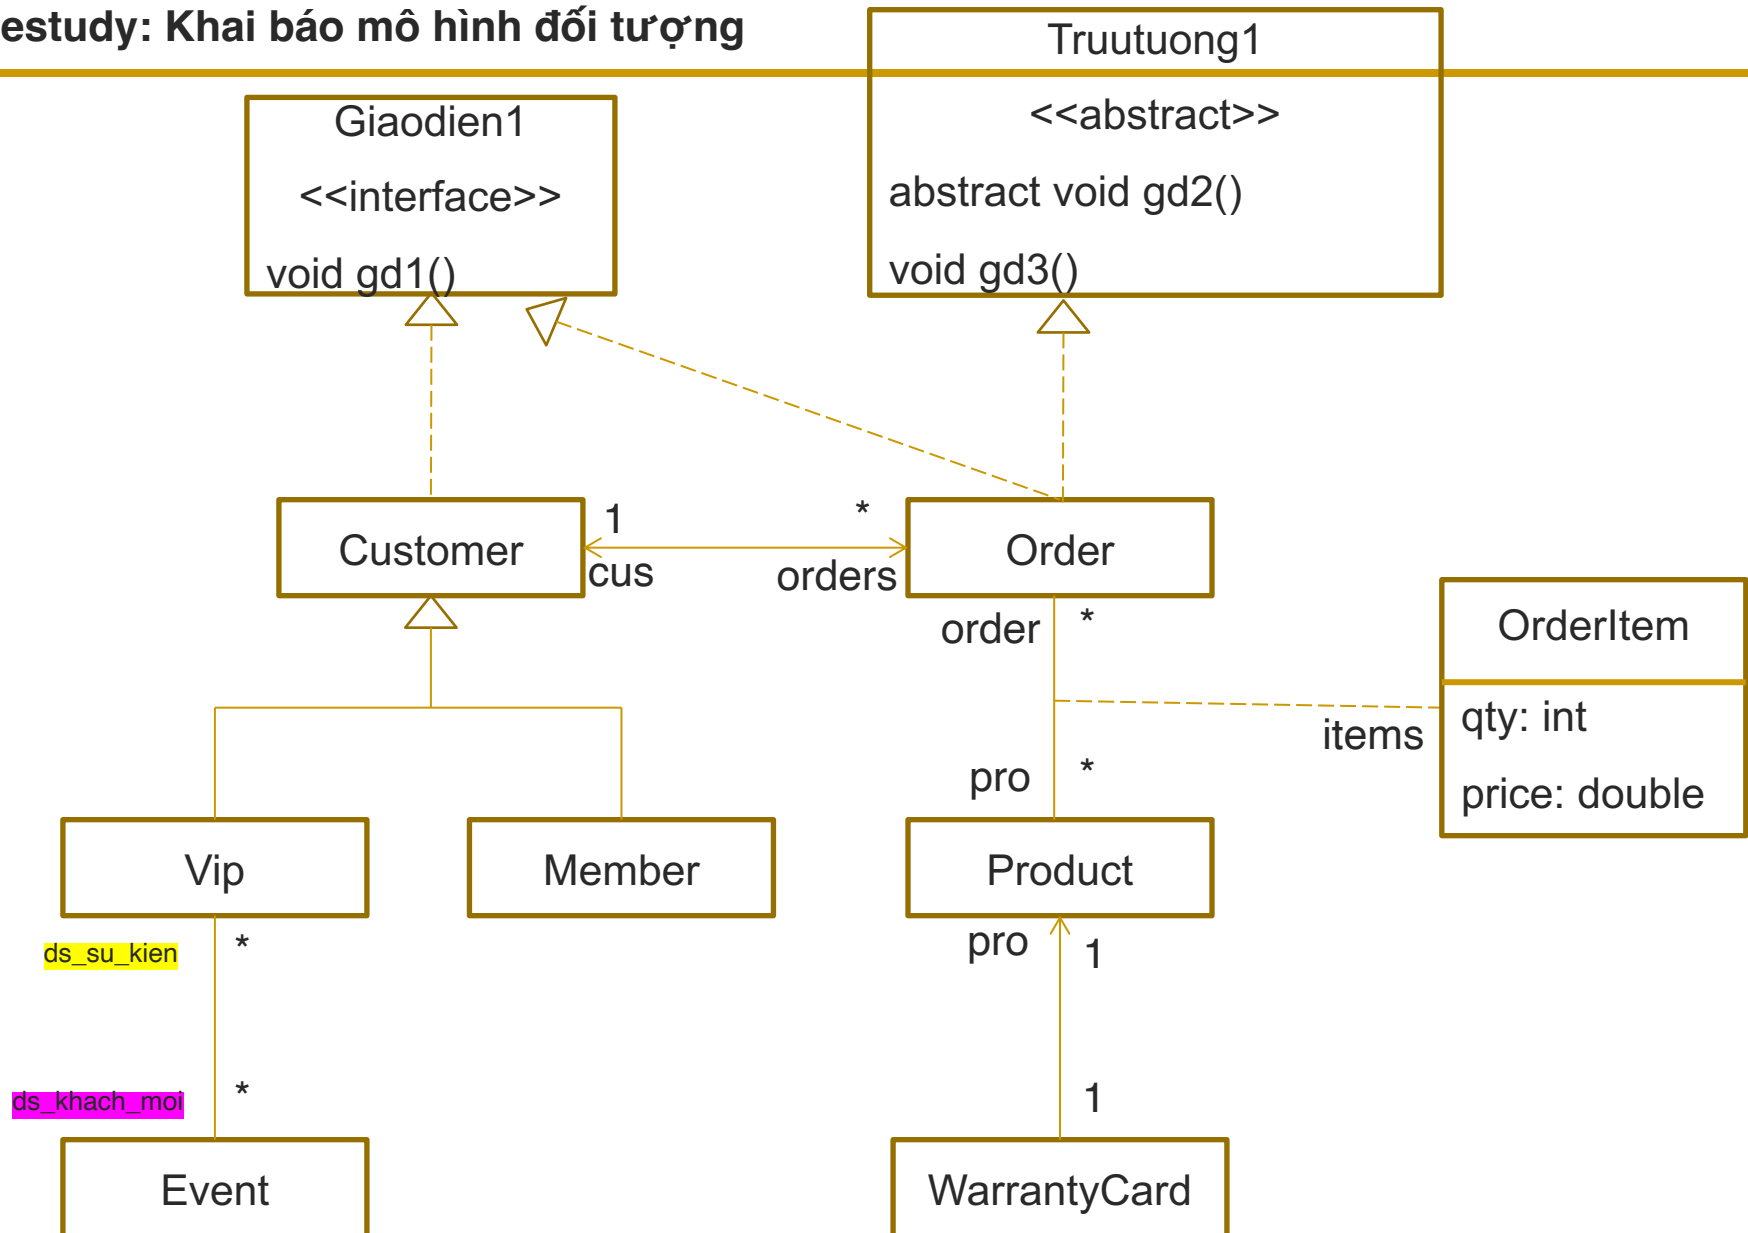 estudy: Khai báo mô hình đối tượng
Truutuong1
<<abstract>>
abstract void gd2()
void gd3()
Giaodien1
<<interface>>
void gd1()
Customer
1
cus
*
orders
Order
order
*
OrderItem
qty: int
price: double
items
pro
*
Vip
Member
Product
ds_su_kien
*
pro
1
ds_khach_moi
*
1
Event
WarrantyCard